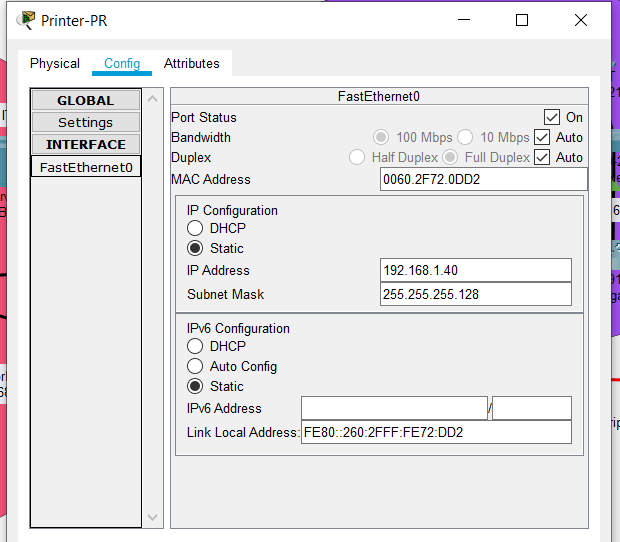 Printer-PR
Physical Config Attributes
GLOBAL
Settings
INTERFACE
FastEthernet0
FastEthernet0
Port Status On
Bandwidth 100 Mbps 10 Mbps Auto
Duplex Half Duplex Full Duplex Auto
MAC Address 0060.2F72.0DD2
IP Configuration
DHCP
Static
IP Address 192.168.1.40
Subnet Mask 255.255.255.128
IPv6 Configuration
DHCP
Auto Config
Static
IPv6 Address /
Link Local Address: FE80::260:2FFF:FE72:DD2